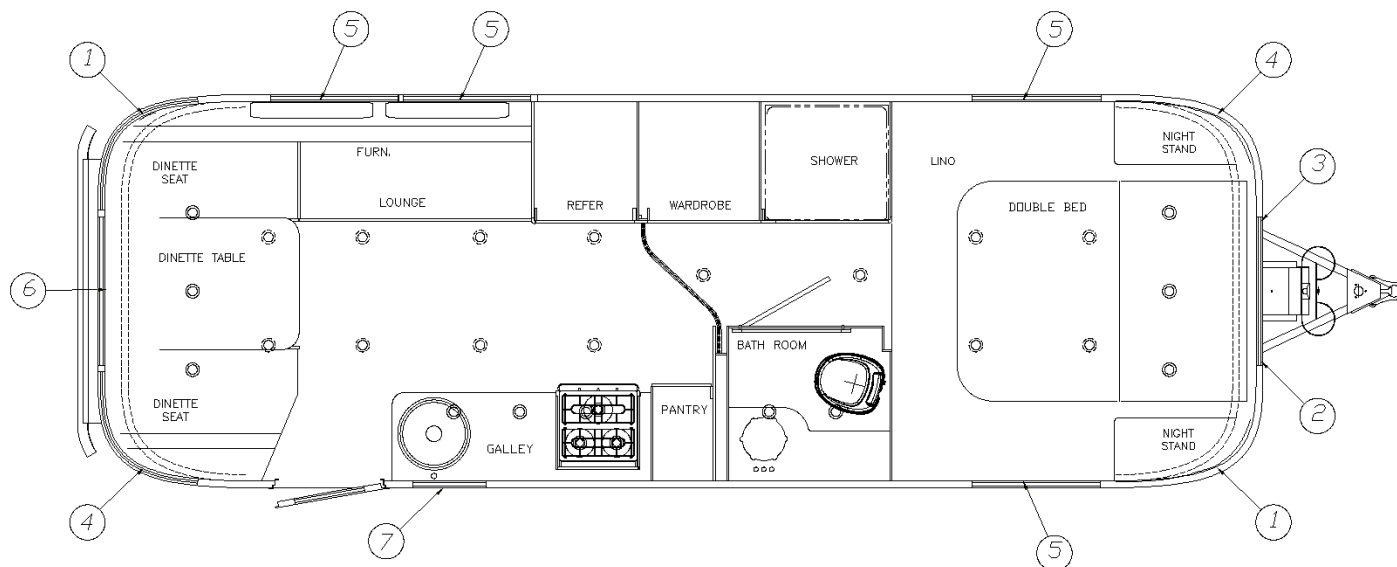 5
5
5
1
4
NIGHT
STAND
FURN.
DINETTE
SEAT
SHOWER
LINO
3
LOUNGE
REFER
WARDROBE
DOUBLE BED
DINETTE TABLE
6
BATH ROOM
DINETTE
SEAT
PANTRY
2
GALLEY
NIGHT
STAND
4
7
5
1